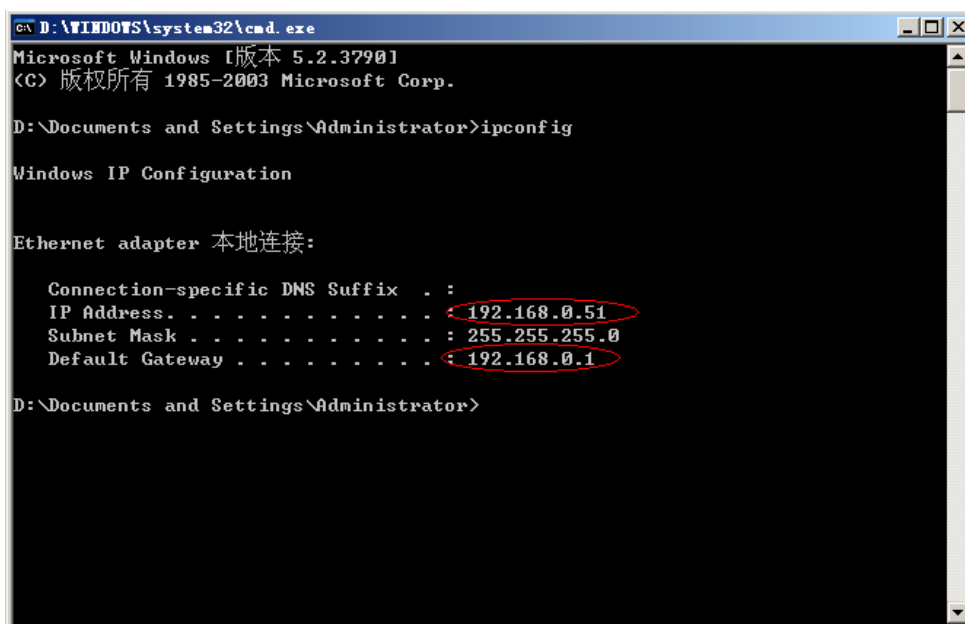 D:\WINDOWS\system32\cmd.exe
Microsoft Windows [版本 5.2.3790]
(C) 版权所有 1985-2003 Microsoft Corp.
D:\Documents and Settings\Administrator>ipconfig
Windows IP Configuration
Ethernet adapter 本地连接:
Connection-specific DNS Suffix  . :
IP Address. . . . . . . . . . . . : 192.168.0.51
Subnet Mask . . . . . . . . . . . : 255.255.255.0
Default Gateway . . . . . . . . . : 192.168.0.1
D:\Documents and Settings\Administrator>